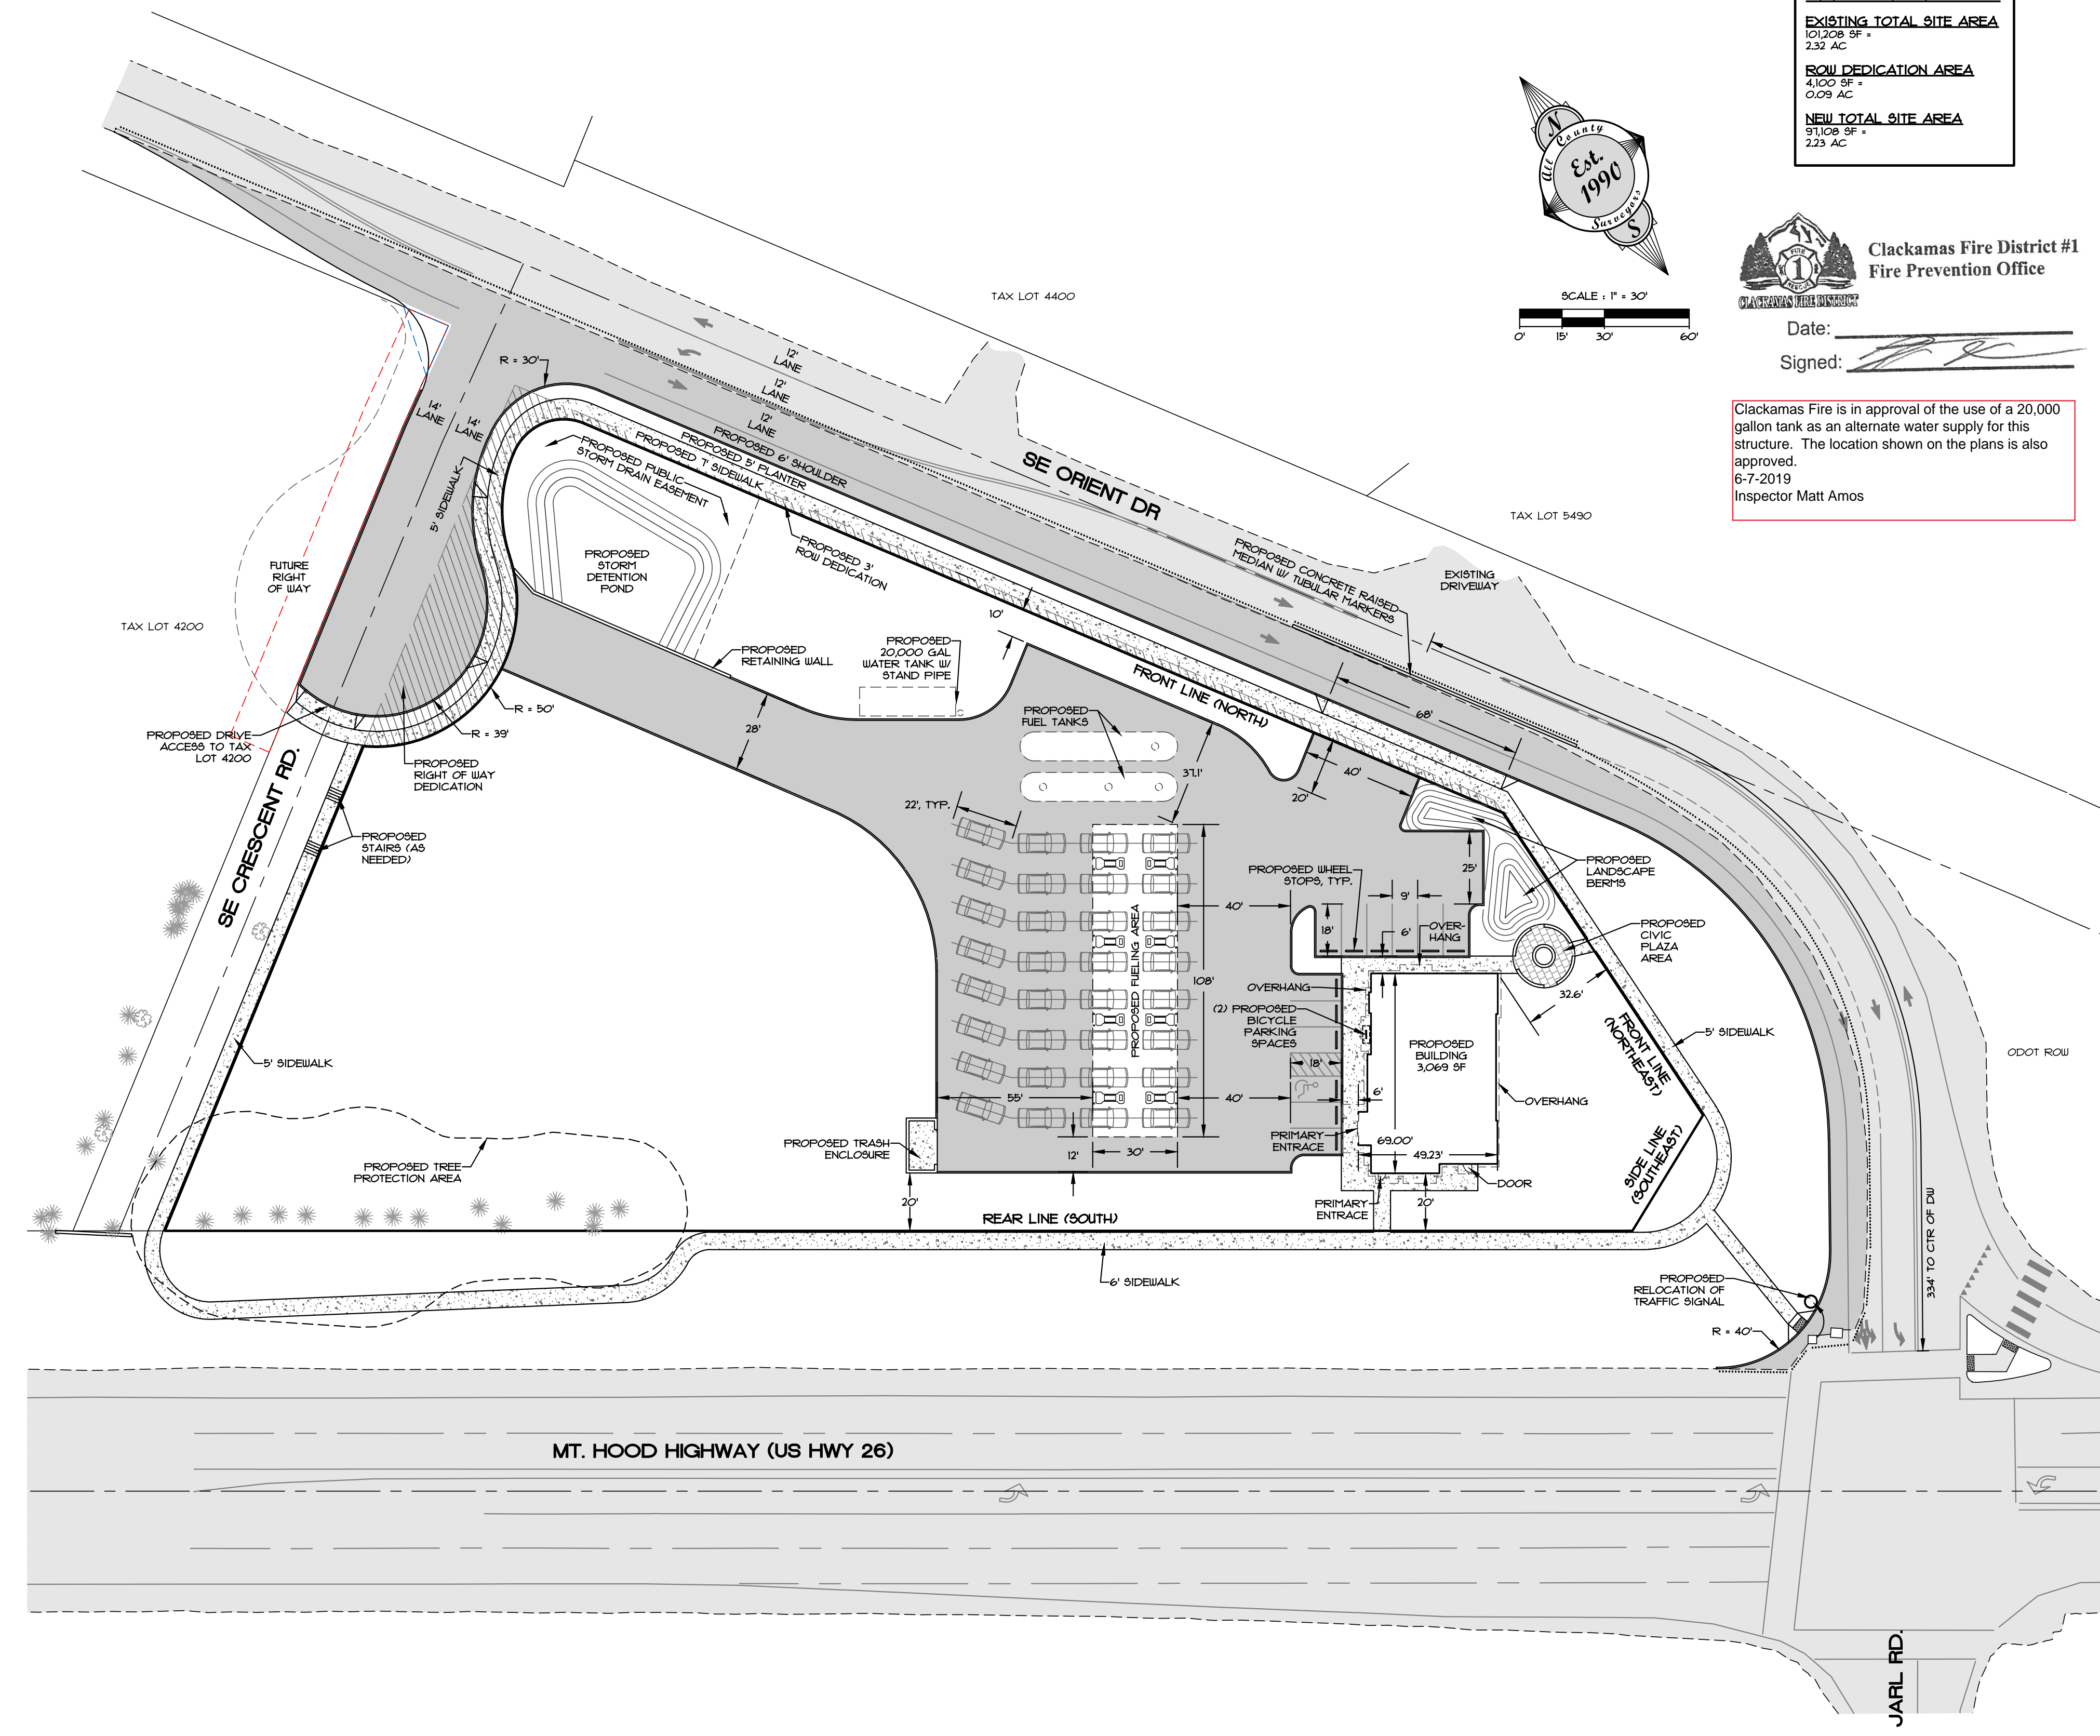 EXISTING TOTAL SITE AREA
101,208 SF =
2.32 AC
ROW DEDICATION AREA
4,100 SF =
0.09 AC
NEW TOTAL SITE AREA
97,108 SF =
2.23 AC
N
All County
Est.
1990
Surveyors
S
SCALE : 1" = 30'
0'
15'
30'
60'
FIRE
1
RESCUE
CLACKAMAS FIRE DISTRICT
Clackamas Fire District #1
Fire Prevention Office
Date:
Signed:
Clackamas Fire is in approval of the use of a 20,000
gallon tank as an alternate water supply for this
structure. The location shown on the plans is also
approved.
6-7-2019
Inspector Matt Amos
TAX LOT 4400
TAX LOT 5490
TAX LOT 4200
R = 30'
12'
LANE
12'
LANE
12'
LANE
14'
LANE
14'
LANE
5' SIDEWALK
PROPOSED 6' SHOULDER
PROPOSED 5' PLANTER
PROPOSED 7' SIDEWALK
PROPOSED PUBLIC
STORM DRAIN EASEMENT
SE ORIENT DR
PROPOSED CONCRETE RAISED
MEDIAN W/ TUBULAR MARKERS
EXISTING
DRIVEWAY
PROPOSED 3'
ROW DEDICATION
PROPOSED
STORM
DETENTION
POND
FUTURE
RIGHT
OF WAY
10'
PROPOSED
RETAINING WALL
PROPOSED
20,000 GAL
WATER TANK W/
STAND PIPE
FRONT LINE (NORTH)
68'
R = 50'
R = 39'
28'
PROPOSED DRIVE
ACCESS TO TAX
LOT 4200
PROPOSED
RIGHT OF WAY
DEDICATION
PROPOSED
FUEL TANKS
37.1'
40'
20'
22', TYP.
SE CRESCENT RD.
PROPOSED
STAIRS (AS
NEEDED)
PROPOSED WHEEL
STOPS, TYP.
9'
25'
PROPOSED
LANDSCAPE
BERMS
40'
18'
6'
OVER-
HANG
PROPOSED
CIVIC
PLAZA
AREA
PROPOSED FUELING AREA
108'
OVERHANG
(2) PROPOSED
BICYCLE
PARKING
SPACES
32.6'
FRONT LINE
(NORTHEAST)
5' SIDEWALK
PROPOSED
BUILDING
3,069 SF
ODOT ROW
5' SIDEWALK
18'
6'
OVERHANG
55'
40'
PROPOSED TRASH
ENCLOSURE
PRIMARY
ENTRACE
69.00'
49.23'
12'
30'
SIDE LINE
(SOUTHEAST)
PROPOSED TREE
PROTECTION AREA
DOOR
20'
REAR LINE (SOUTH)
PRIMARY
ENTRACE
20'
334' TO CTR OF DW
6' SIDEWALK
PROPOSED
RELOCATION OF
TRAFFIC SIGNAL
R = 40'
MT. HOOD HIGHWAY (US HWY 26)
JARL RD.